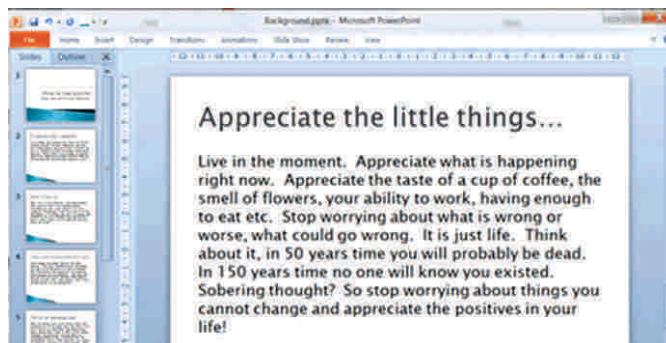 Background.pptx - Microsoft PowerPoint
File Home Insert Design Transitions Animations Slide Show Review View
Slides Outline
1
2
3
4
5
Appreciate the little things...
Live in the moment. Appreciate what is happening
right now. Appreciate the taste of a cup of coffee, the
smell of flowers, your ability to work, having enough
to eat etc. Stop worrying about what is wrong or
worse, what could go wrong. It is just life. Think
about it, in 50 years time you will probably be dead.
In 150 years time no one will know you existed.
Sobering thought? So stop worrying about things you
cannot change and appreciate the positives in your
life!